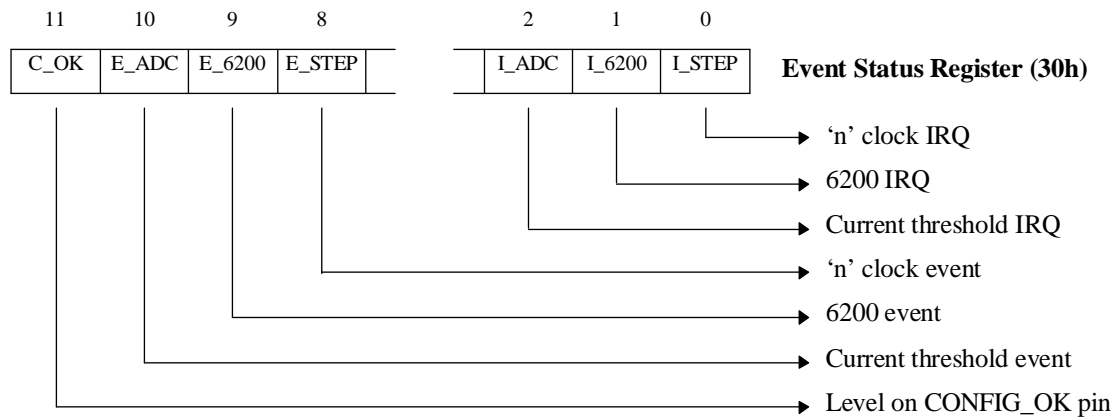 11 10 9 8 2 1 0
C_OK E_ADC E_6200 E_STEP I_ADC I_6200 I_STEP Event Status Register (30h)
‘n’ clock IRQ
6200 IRQ
Current threshold IRQ
‘n’ clock event
6200 event
Current threshold event
Level on CONFIG_OK pin